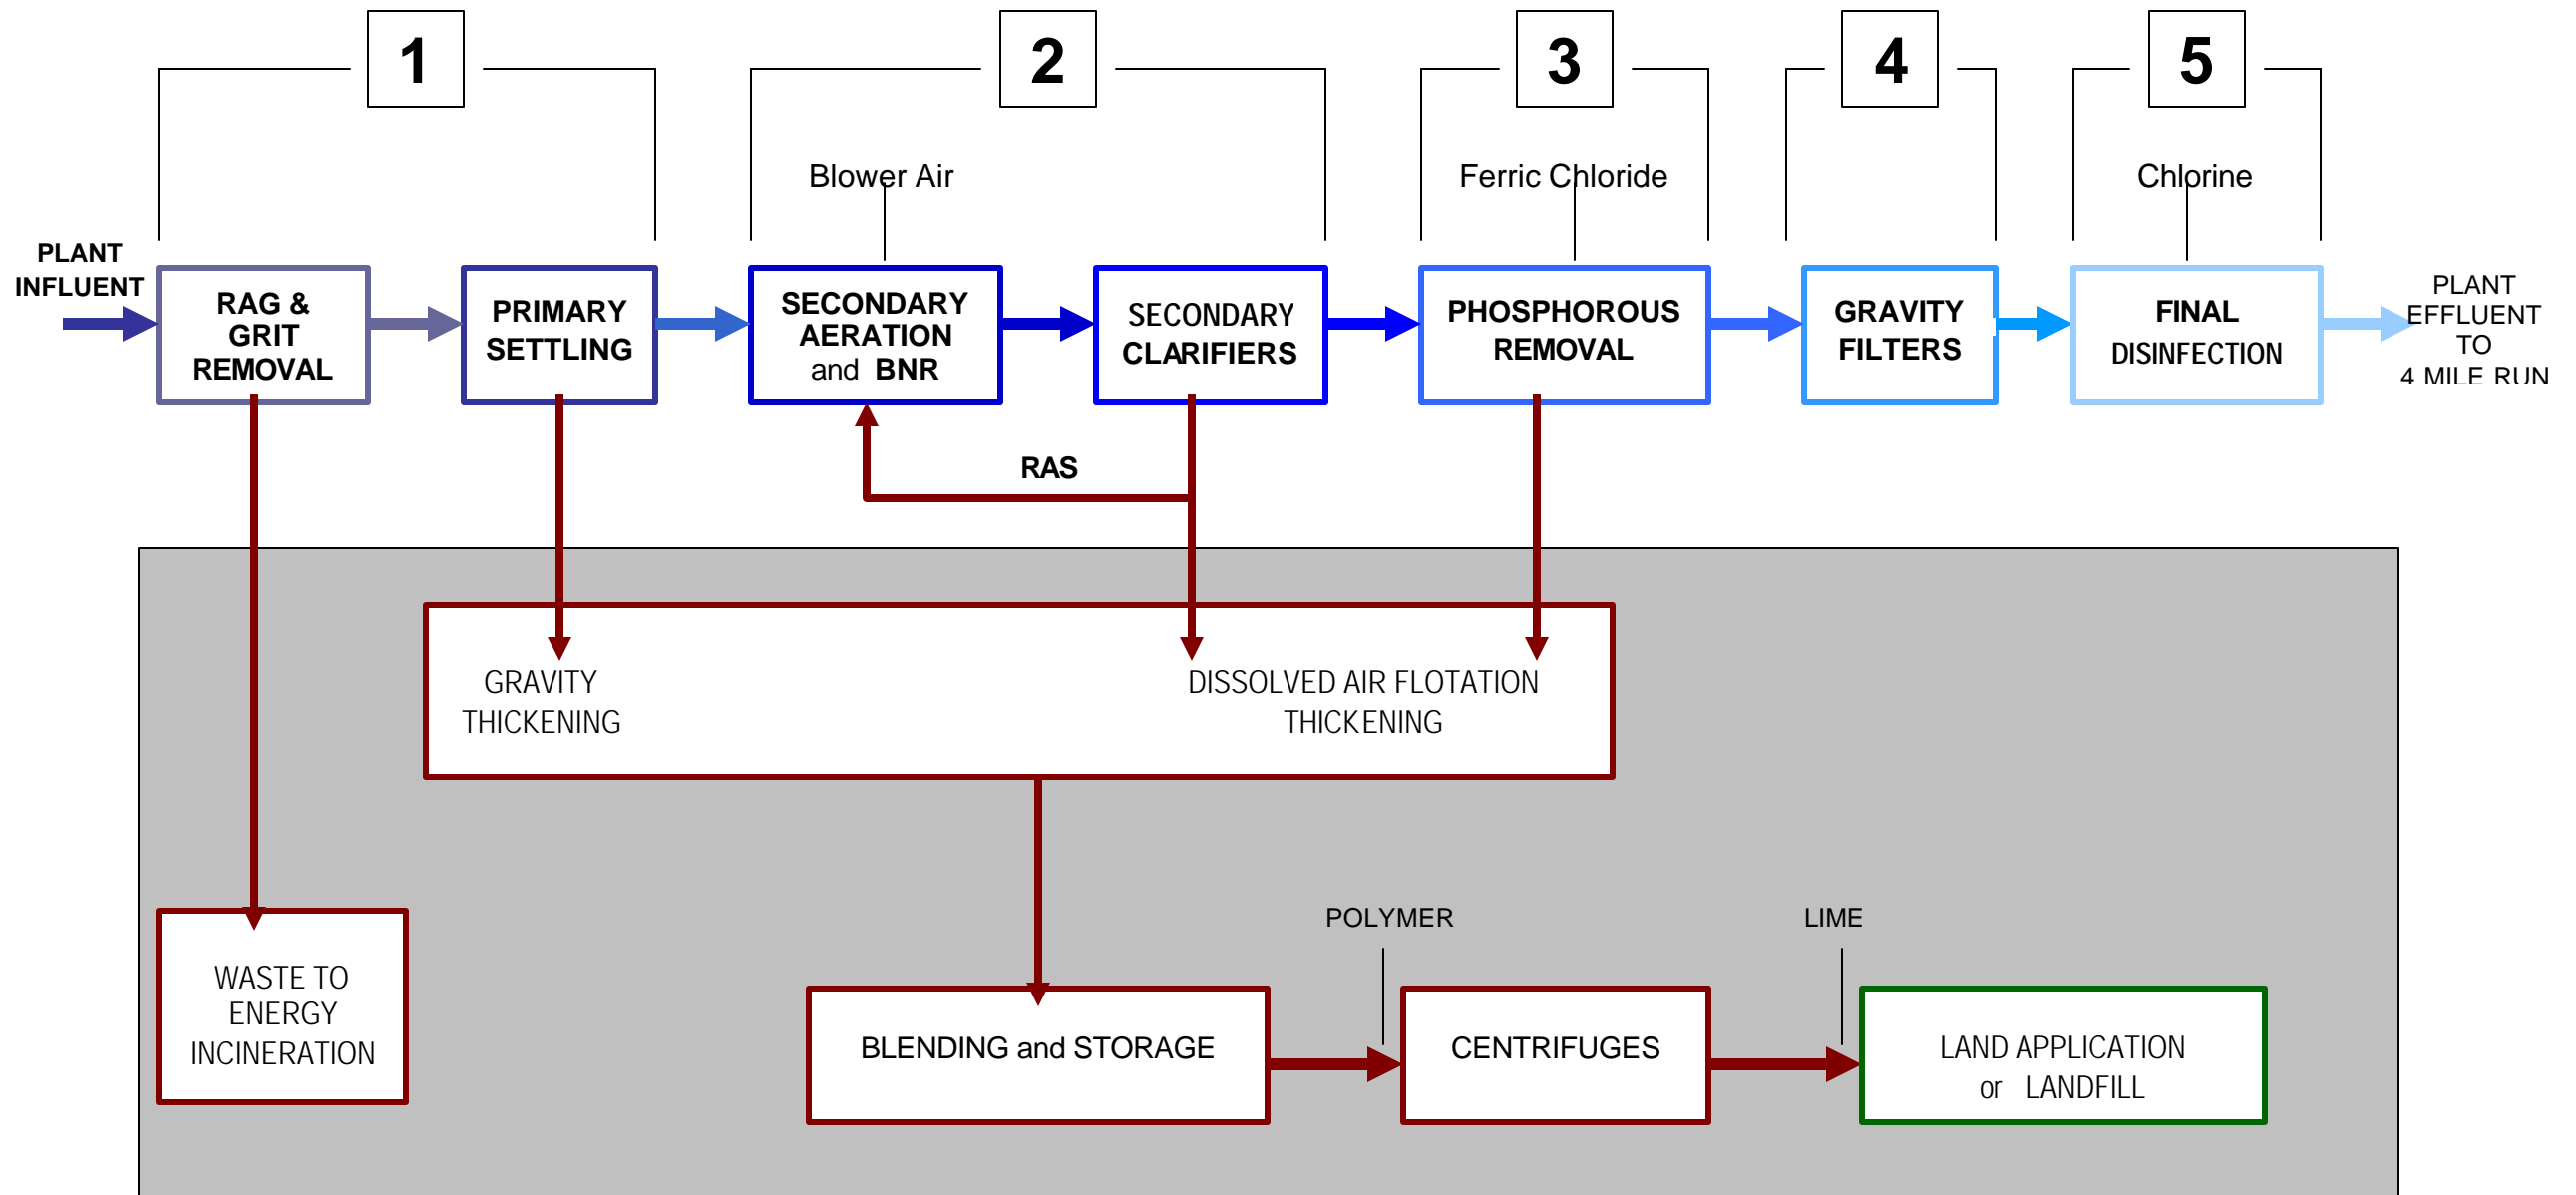 1
2
3
4
5
Blower Air
Ferric Chloride
Chlorine
PLANT
INFLUENT
RAG &
GRIT
REMOVAL
PRIMARY
SETTLING
SECONDARY
AERATION
and BNR
SECONDARY
CLARIFIERS
PHOSPHOROUS
REMOVAL
GRAVITY
FILTERS
FINAL
DISINFECTION
PLANT
EFFLUENT
TO
4 MILE RUN
RAS
GRAVITY
THICKENING
DISSOLVED AIR FLOTATION
THICKENING
POLYMER
LIME
WASTE TO
ENERGY
INCINERATION
BLENDING and STORAGE
CENTRIFUGES
LAND APPLICATION
or LANDFILL